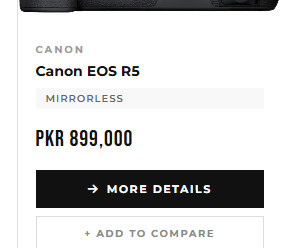 CANON
Canon EOS R5
MIRRORLESS
PKR 899,000
→ MORE DETAILS
+ ADD TO COMPARE